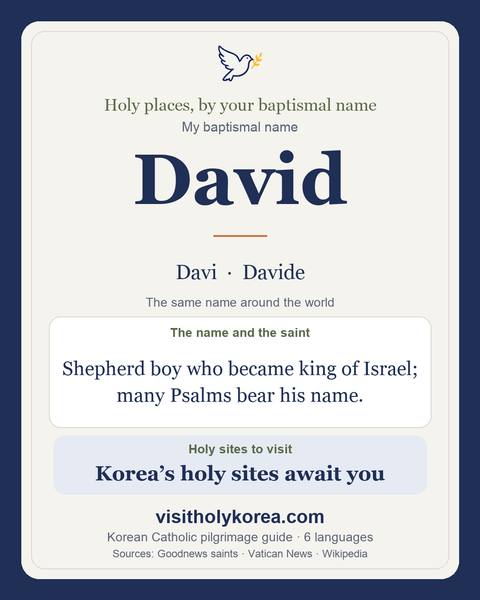 Holy places, by your baptismal name
My baptismal name
David
Davi · Davide
The same name around the world
The name and the saint
Shepherd boy who became king of Israel;
many Psalms bear his name.
Holy sites to visit
Korea’s holy sites await you
visitholykorea.com
Korean Catholic pilgrimage guide · 6 languages
Sources: Goodnews saints · Vatican News · Wikipedia